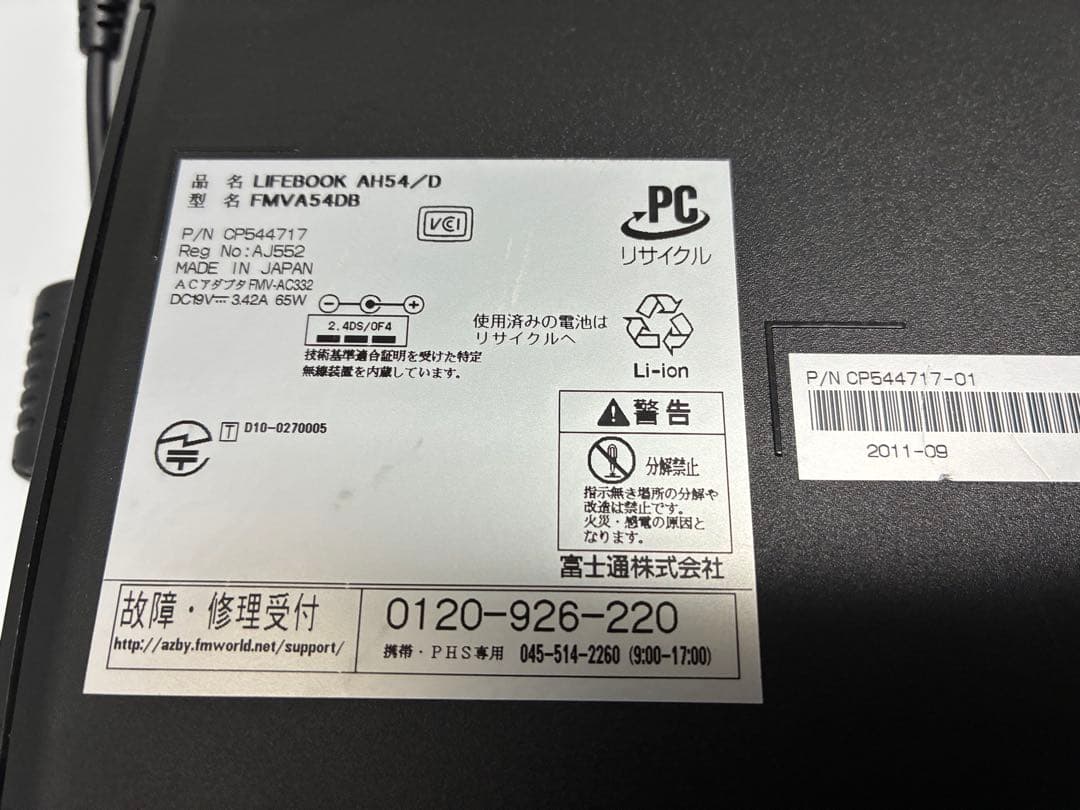 品 名 LIFEBOOK AH54/D
型 名 FMVA54DB
VCI
P/N CP544717
Reg No:AJ552
MADE IN JAPAN
ACアダプタ FMV-AC332
DC19V 3.42A 65W
2.4DS/OF4
技術基準適合証明を受けた特定
無線装置を内蔵しています。
T D10-0270005
PC
リサイクル
使用済みの電池は
リサイクルへ
Li-ion
警告
分解禁止
指示無き場所の分解や
改造は禁止です。
火災・感電の原因と
なります。
富士通株式会社
故障・修理受付
http://azby.fmworld.net/support/
0120-926-220
携帯・PHS専用 045-514-2260 (9:00-17:00)
P/N CP544717-01
2011-09